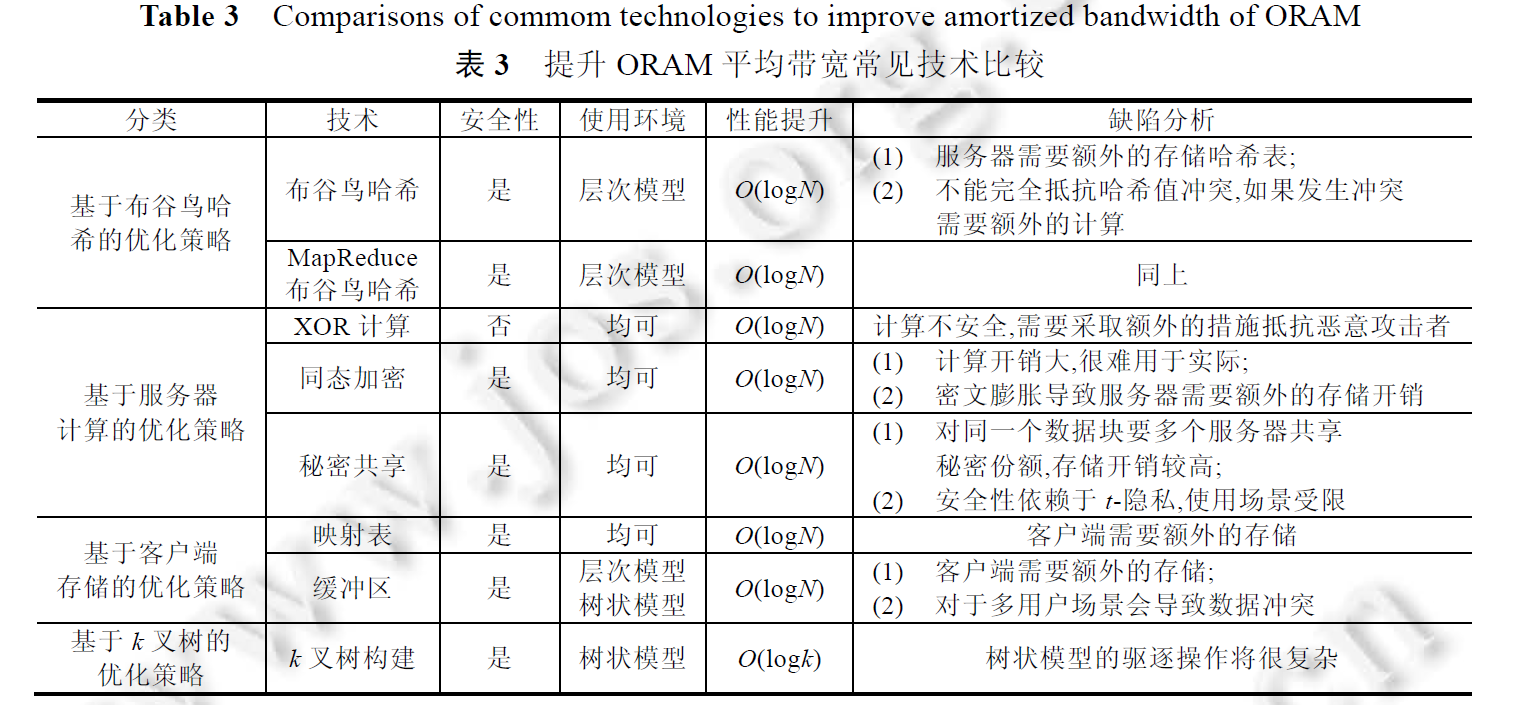 Table 3 Comparisons of commom technologies to improve amortized bandwidth of ORAM
表 3 提升 ORAM 平均带宽常见技术比较
分类 技术 安全性 使用环境 性能提升 缺陷分析
基于布谷鸟哈
希的优化策略
布谷鸟哈希 是 层次模型 O(logN)
(1) 服务器需要额外的存储哈希表;
(2) 不能完全抵抗哈希值冲突,如果发生冲突
需要额外的计算
MapReduce
布谷鸟哈希
是 层次模型 O(logN) 同上
基于服务器
计算的优化策略
XOR 计算 否 均可 O(logN) 计算不安全,需要采取额外的措施抵抗恶意攻击者
同态加密 是 均可 O(logN)
(1) 计算开销大,很难用于实际;
(2) 密文膨胀导致服务器需要额外的存储开销
秘密共享 是 均可 O(logN)
(1) 对同一个数据块要多个服务器共享
秘密份额,存储开销较高;
(2) 安全性依赖于 t-隐私,使用场景受限
基于客户端
存储的优化策略
映射表 是 均可 O(logN) 客户端需要额外的存储
缓冲区 是
层次模型
树状模型
O(logN)
(1) 客户端需要额外的存储;
(2) 对于多用户场景会导致数据冲突
基于 k 叉树的
优化策略
k 叉树构建 是 树状模型 O(logk) 树状模型的驱逐操作将很复杂
www.jos.org.cn